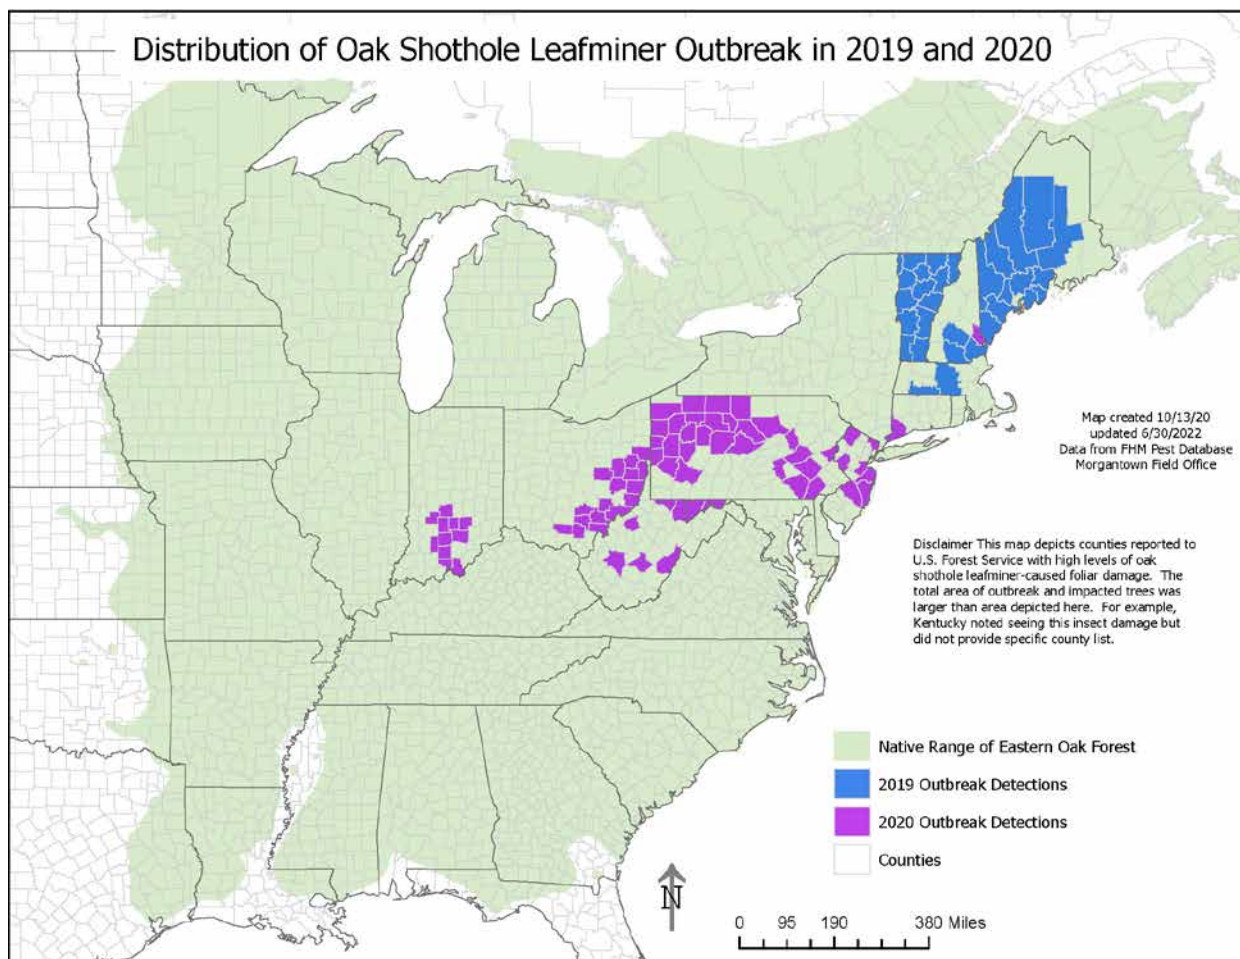 Distribution of Oak Shothole Leafminer Outbreak in 2019 and 2020
Map created 10/13/20
updated 6/30/2022
Data from FHM Pest Database
Morgantown Field Office
Disclaimer This map depicts counties reported to
U.S. Forest Service with high levels of oak
shothole leafminer-caused foliar damage. The
total area of outbreak and impacted trees was
larger than area depicted here. For example,
Kentucky noted seeing this insect damage but
did not provide specific county list.
Native Range of Eastern Oak Forest
2019 Outbreak Detections
2020 Outbreak Detections
Counties
N
0 95 190 380 Miles